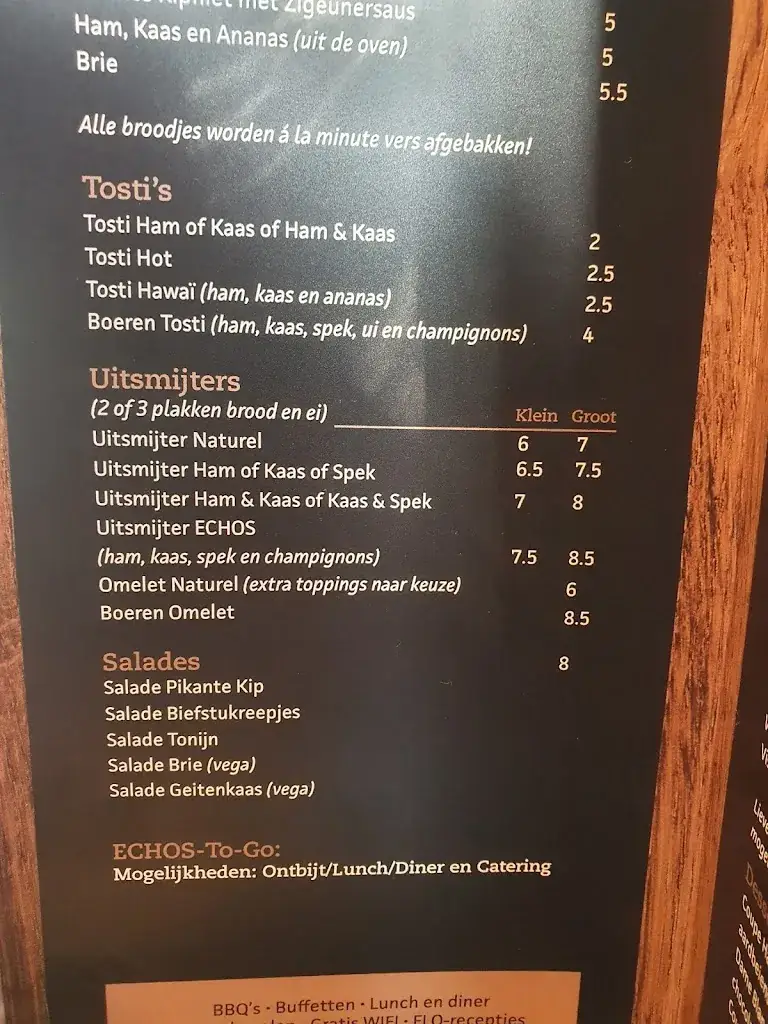 met Zigeunersaus 5
Ham, Kaas en Ananas (uit de oven) 5
Brie 5.5
Alle broodjes worden á la minute vers afgebakken!
Tosti's
Tosti Ham of Kaas of Ham & Kaas 2
Tosti Hot 2.5
Tosti Hawaï (ham, kaas en ananas) 2.5
Boeren Tosti (ham, kaas, spek, ui en champignons) 4
Uitsmijters
(2 of 3 plakken brood en ei) Klein Groot
Uitsmijter Naturel 6 7
Uitsmijter Ham of Kaas of Spek 6.5 7.5
Uitsmijter Ham & Kaas of Kaas & Spek 7 8
Uitsmijter ECHOS
(ham, kaas, spek en champignons) 7.5 8.5
Omelet Naturel (extra toppings naar keuze) 6
Boeren Omelet 8.5
Salades 8
Salade Pikante Kip
Salade Biefstukreepjes
Salade Tonijn
Salade Brie (vega)
Salade Geitenkaas (vega)
ECHOS-To-Go:
Mogelijkheden: Ontbijt/Lunch/Diner en Catering
BBQ's · Buffetten · Lunch en diner
Gratis WIFI · FLO-recepties